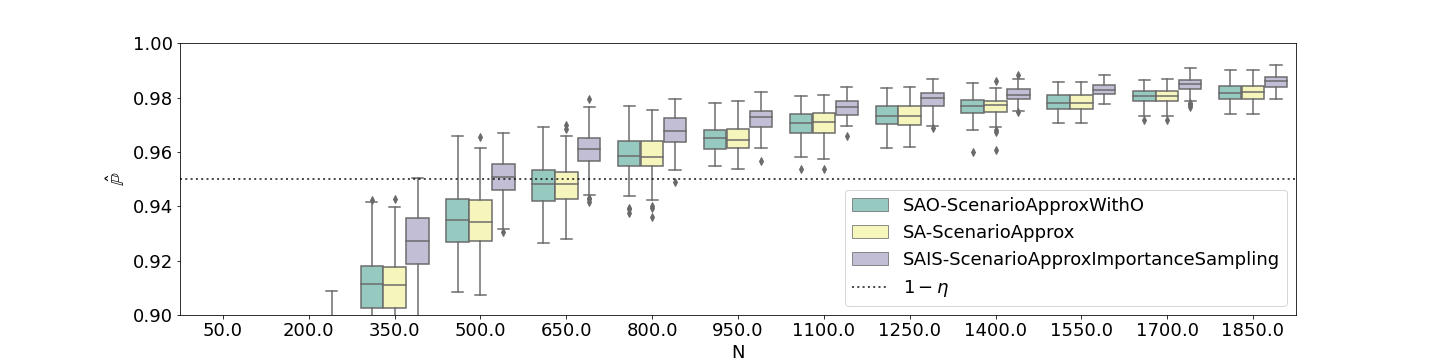 1.00
0.98
0.96
0.94
0.92
0.90
ℙ̂
SAO-ScenarioApproxWithO
SA-ScenarioApprox
SAIS-ScenarioApproxImportanceSampling
1 − η
50.0 200.0 350.0 500.0 650.0 800.0 950.0 1100.0 1250.0 1400.0 1550.0 1700.0 1850.0
N